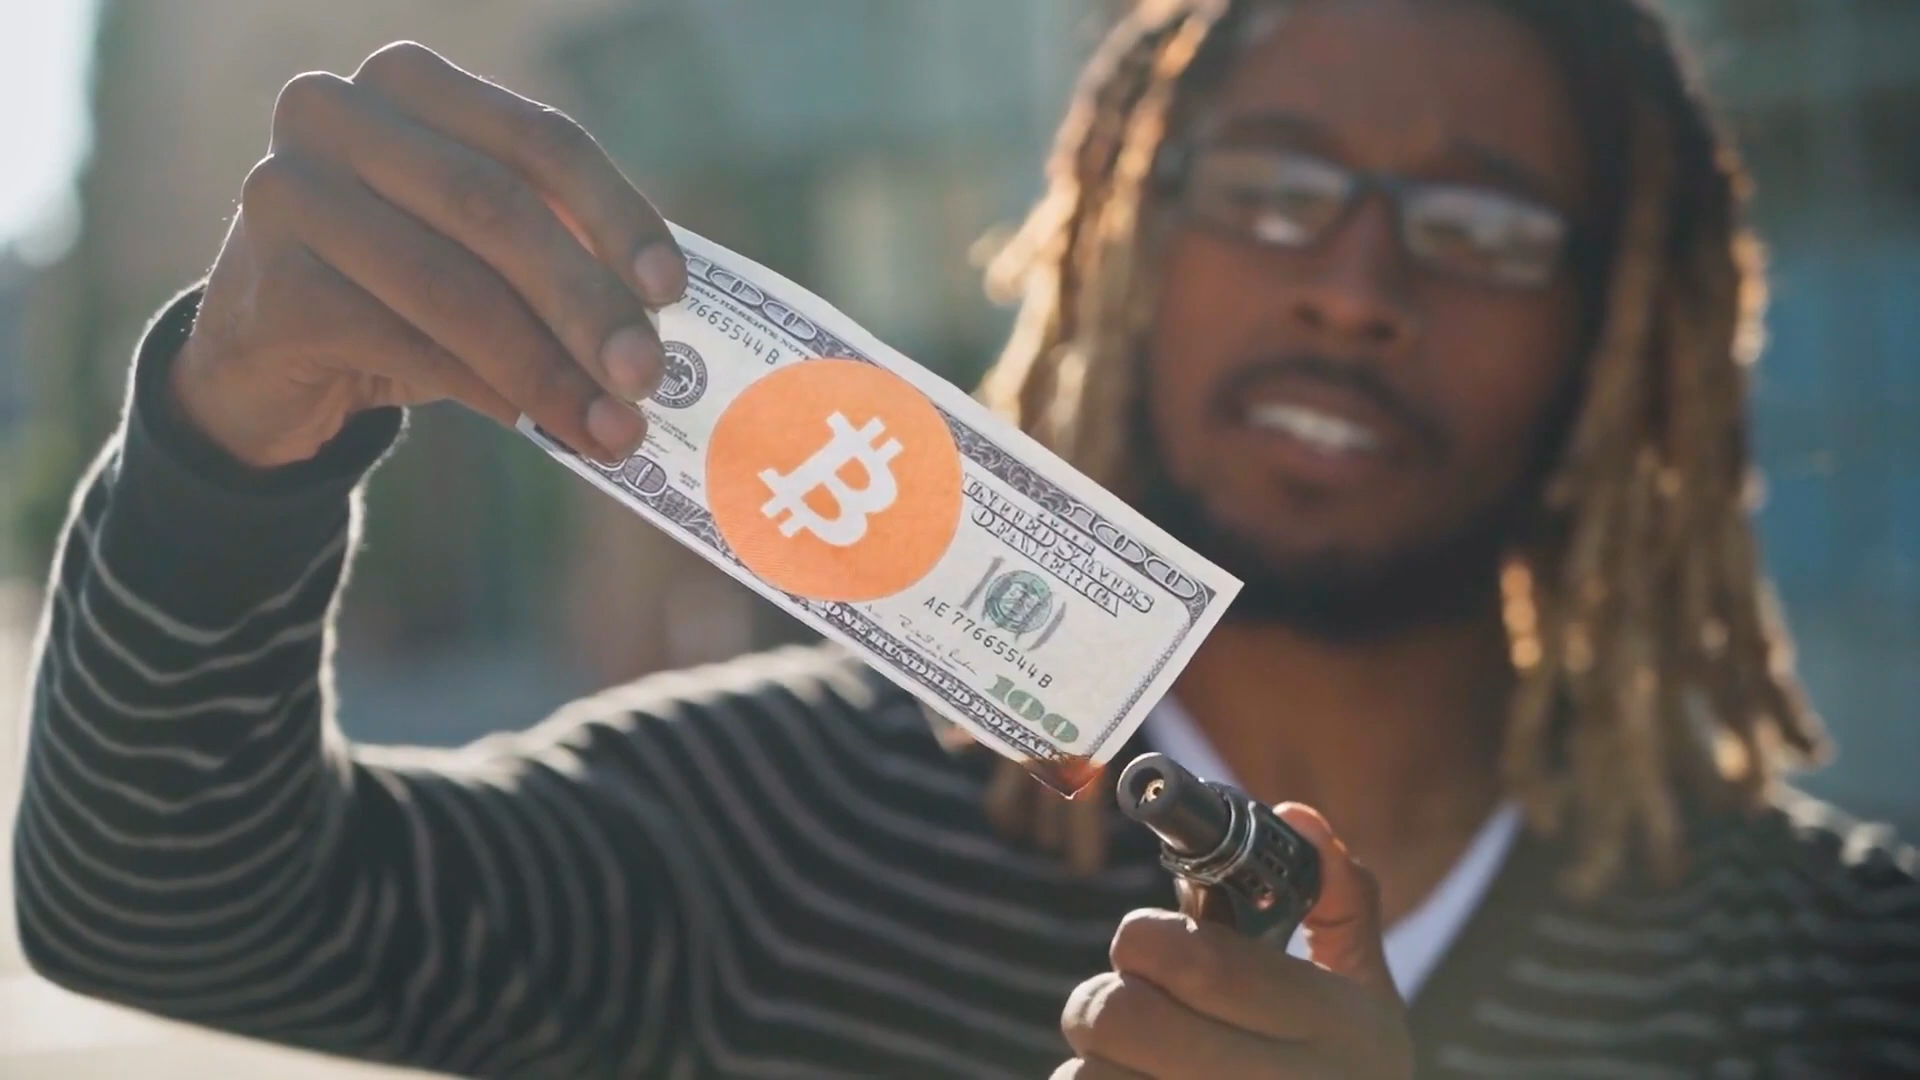 100
77665544B
UNITED STATES
OF AMERICA
AE 77665544B
ONE HUNDRED DOLLARS
100